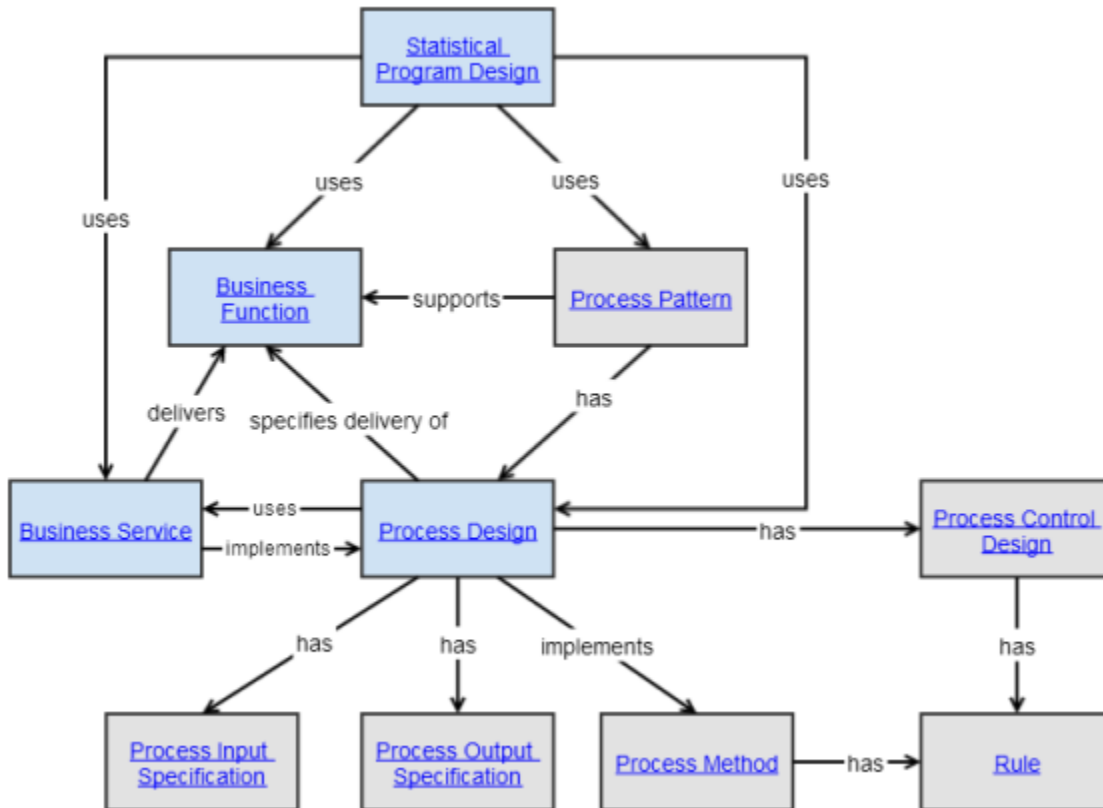 Statistical
Program Design
uses
uses
uses
uses
Business
Function
supports
Process Pattern
has
delivers
specifies delivery of
Business Service
uses
implements
Process Design
has
Process Control
Design
has
has
implements
has
Process Input
Specification
Process Output
Specification
Process Method
has
Rule